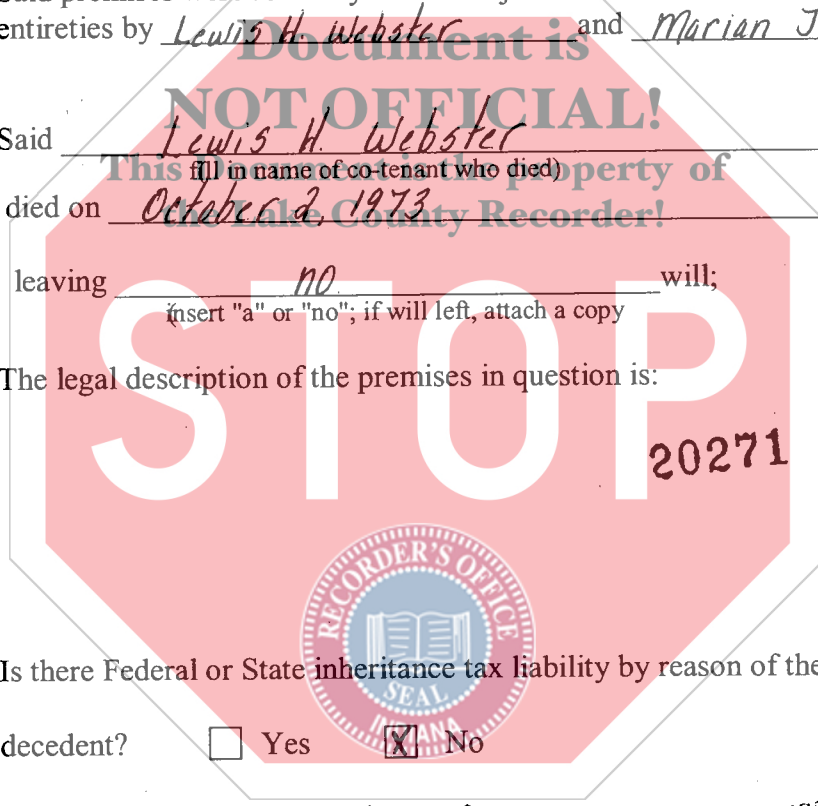 entireties by Lewis H. Webster and Marian J
Document is
NOT OFFICIAL!
Said Lewis H. Webster
This Document is the property of
fill in name of co-tenant who died)
died on October 2, 1973
the Lake County Recorder!
leaving no will;
insert "a" or "no"; if will left, attach a copy
STOP
The legal description of the premises in question is:
20271
RECORDER'S OFFICE
SEAL
INDIANA
Is there Federal or State inheritance tax liability by reason of the
decedent? Yes X No